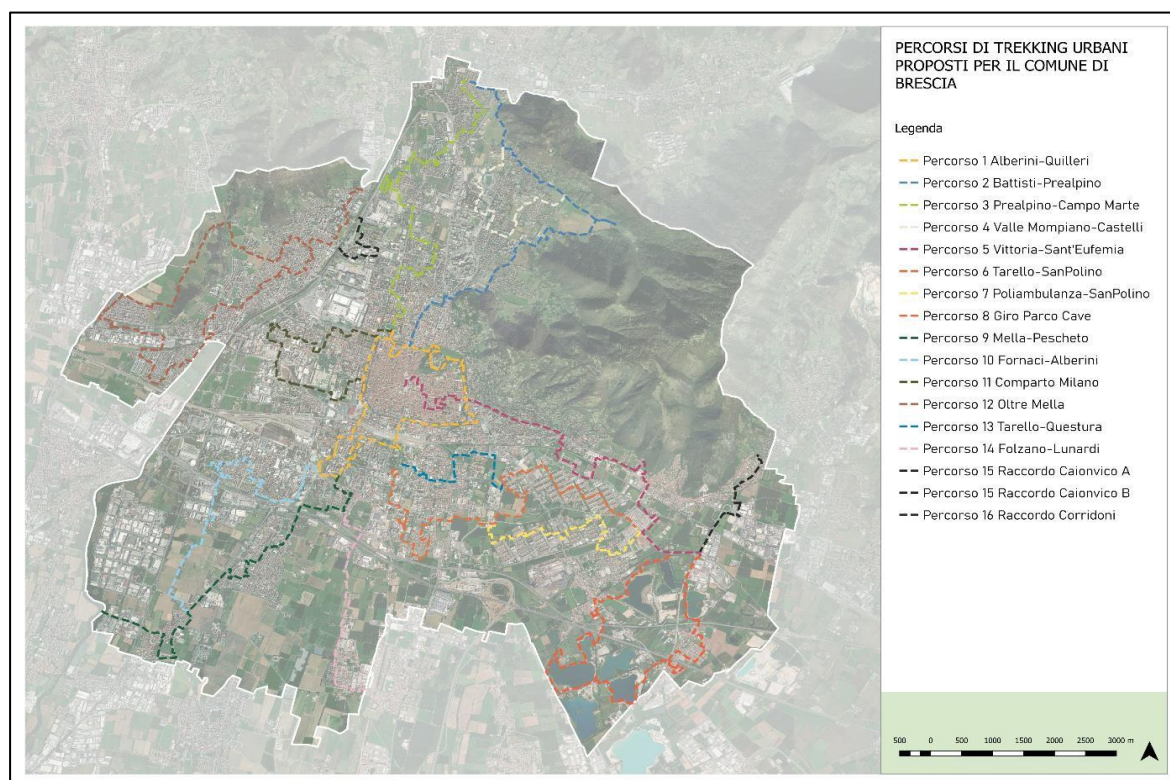 PERCORSI DI TREKKING URBANI
PROPOSTI PER IL COMUNE DI
BRESCIA
Legenda
Percorso 1 Alberini-Quilleri
Percorso 2 Battisti-Prealpino
Percorso 3 Prealpino-Campo Marte
Percorso 4 Valle Mompiano-Castelli
Percorso 5 Vittoria-Sant'Eufemia
Percorso 6 Tarello-SanPolino
Percorso 7 Poliambulanza-SanPolino
Percorso 8 Giro Parco Cave
Percorso 9 Mella-Pescheto
Percorso 10 Fornaci-Alberini
Percorso 11 Comparto Milano
Percorso 12 Oltre Mella
Percorso 13 Tarello-Questura
Percorso 14 Folzano-Lunardi
Percorso 15 Raccordo Caionvico A
Percorso 15 Raccordo Caionvico B
Percorso 16 Raccordo Corridoni
500 0 500 1000 1500 2000 2500 3000 m